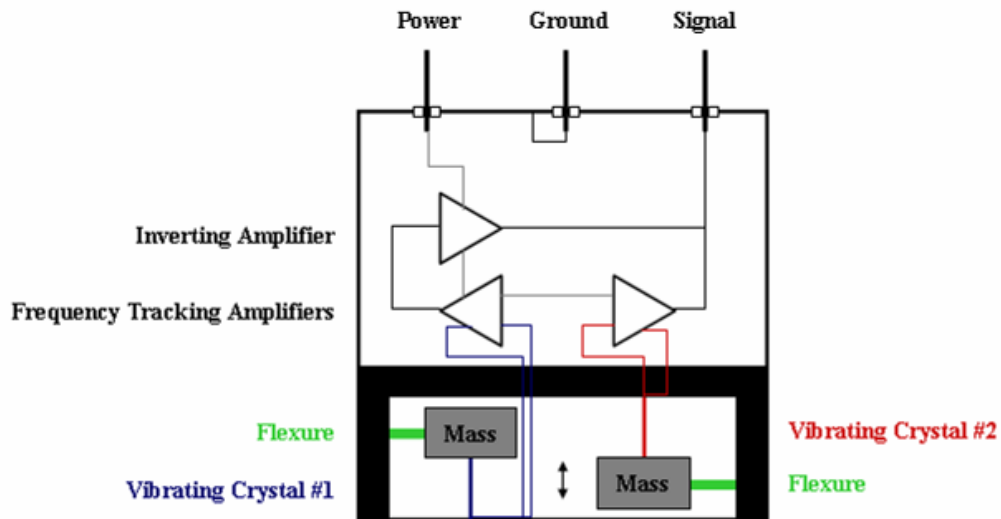 Power
Ground
Signal
Inverting Amplifier
Frequency Tracking Amplifiers
Flexure
Mass
Vibrating Crystal #2
Vibrating Crystal #1
Mass
Flexure